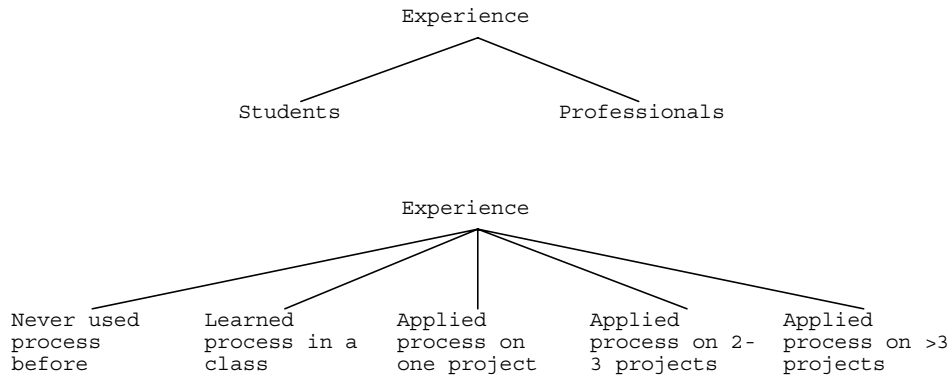 Experience
Students Professionals
Experience
Never used process before
Learned process in a class
Applied process on one project
Applied process on 2-3 projects
Applied process on >3 projects